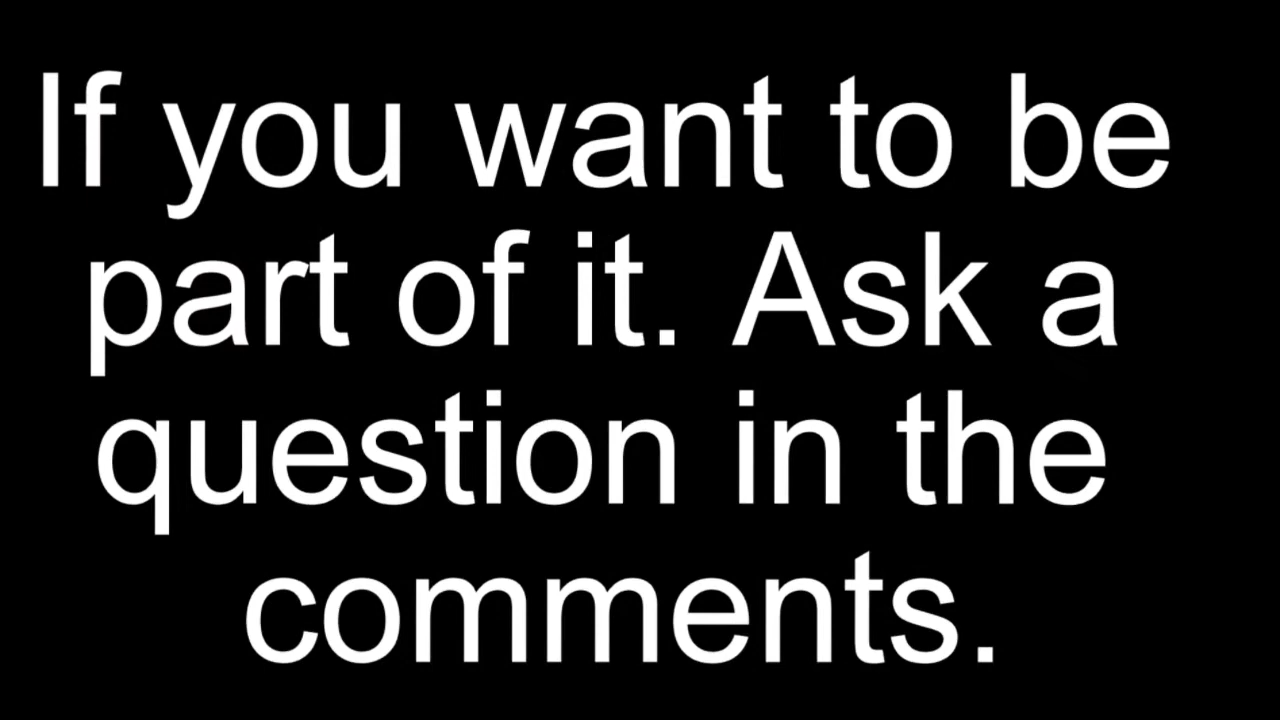 If you want to be
part of it. Ask a
question in the
comments.